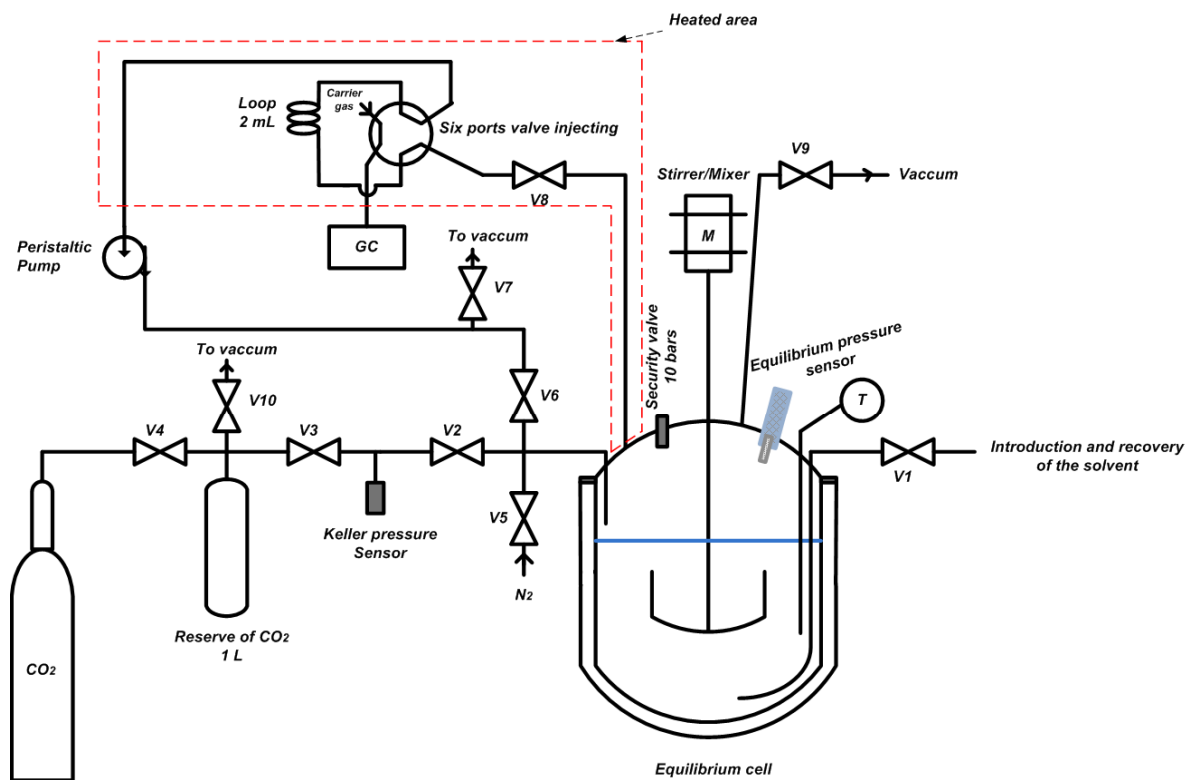 Heated area
Loop
2 mL
Carrier
gas
Six ports valve injecting
V8
GC
Peristaltic
Pump
To vaccum
V7
Stirrer/Mixer
M
V9
Vaccum
Security valve
10 bars
Equilibrium pressure
sensor
T
V1
Introduction and recovery
of the solvent
To vaccum
V10
V6
V4
V3
V2
V5
Keller pressure
Sensor
N2
Reserve of CO2
1 L
CO2
Equilibrium cell